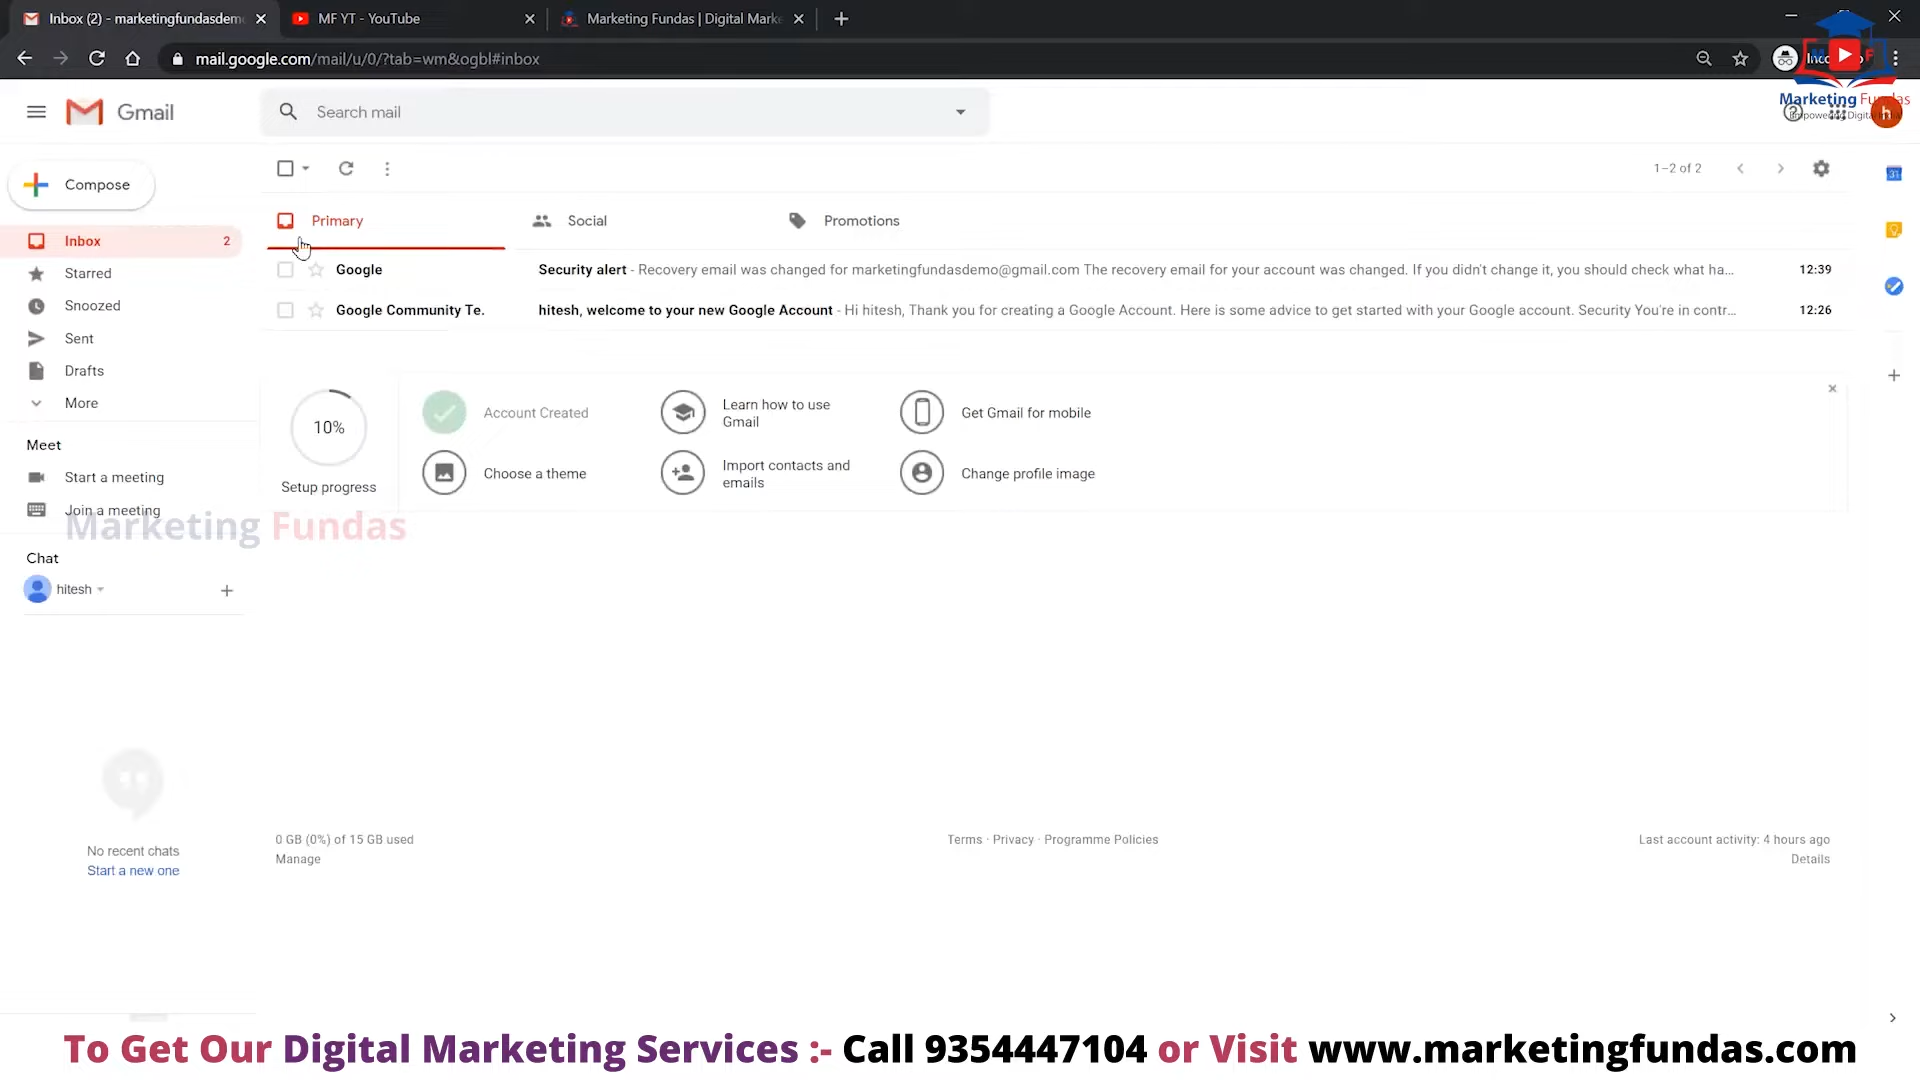 Inbox (2) - marketingfundasdem
MF YT - YouTube
Marketing Fundas | Digital Marke
mail.google.com/mail/u/0/?tab=wm&ogbl#inbox
Marketing Fundas
Gmail
Search mail
h
Compose
1–2 of 2
Primary
Social
Promotions
Inbox 2
Google Security alert - Recovery email was changed for marketingfundasdemo@gmail.com The recovery email for your account was changed. If you didn't change it, you should check what ha... 12:39
Starred
Snoozed
Google Community Te. hitesh, welcome to your new Google Account - Hi hitesh, Thank you for creating a Google Account. Here is some advice to get started with your Google account. Security You're in contr... 12:26
Sent
Drafts
More
10%
Setup progress
Account Created
Learn how to use
Gmail
Get Gmail for mobile
Choose a theme
Import contacts and
emails
Change profile image
Meet
Start a meeting
Join a meeting
Marketing Fundas
Chat
hitesh
No recent chats
Start a new one
0 GB (0%) of 15 GB used
Manage
Terms · Privacy · Programme Policies
Last account activity: 4 hours ago
Details
To Get Our Digital Marketing Services :- Call 9354447104 or Visit www.marketingfundas.com